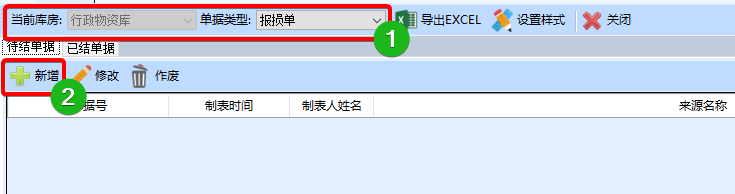 当前库房: 行政物资库 单据类型: 报损单 导出EXCEL 设置样式 关闭
1
待结单据 已结单据
新增 修改 作废
2
据号 制表时间 制表人姓名 来源名称